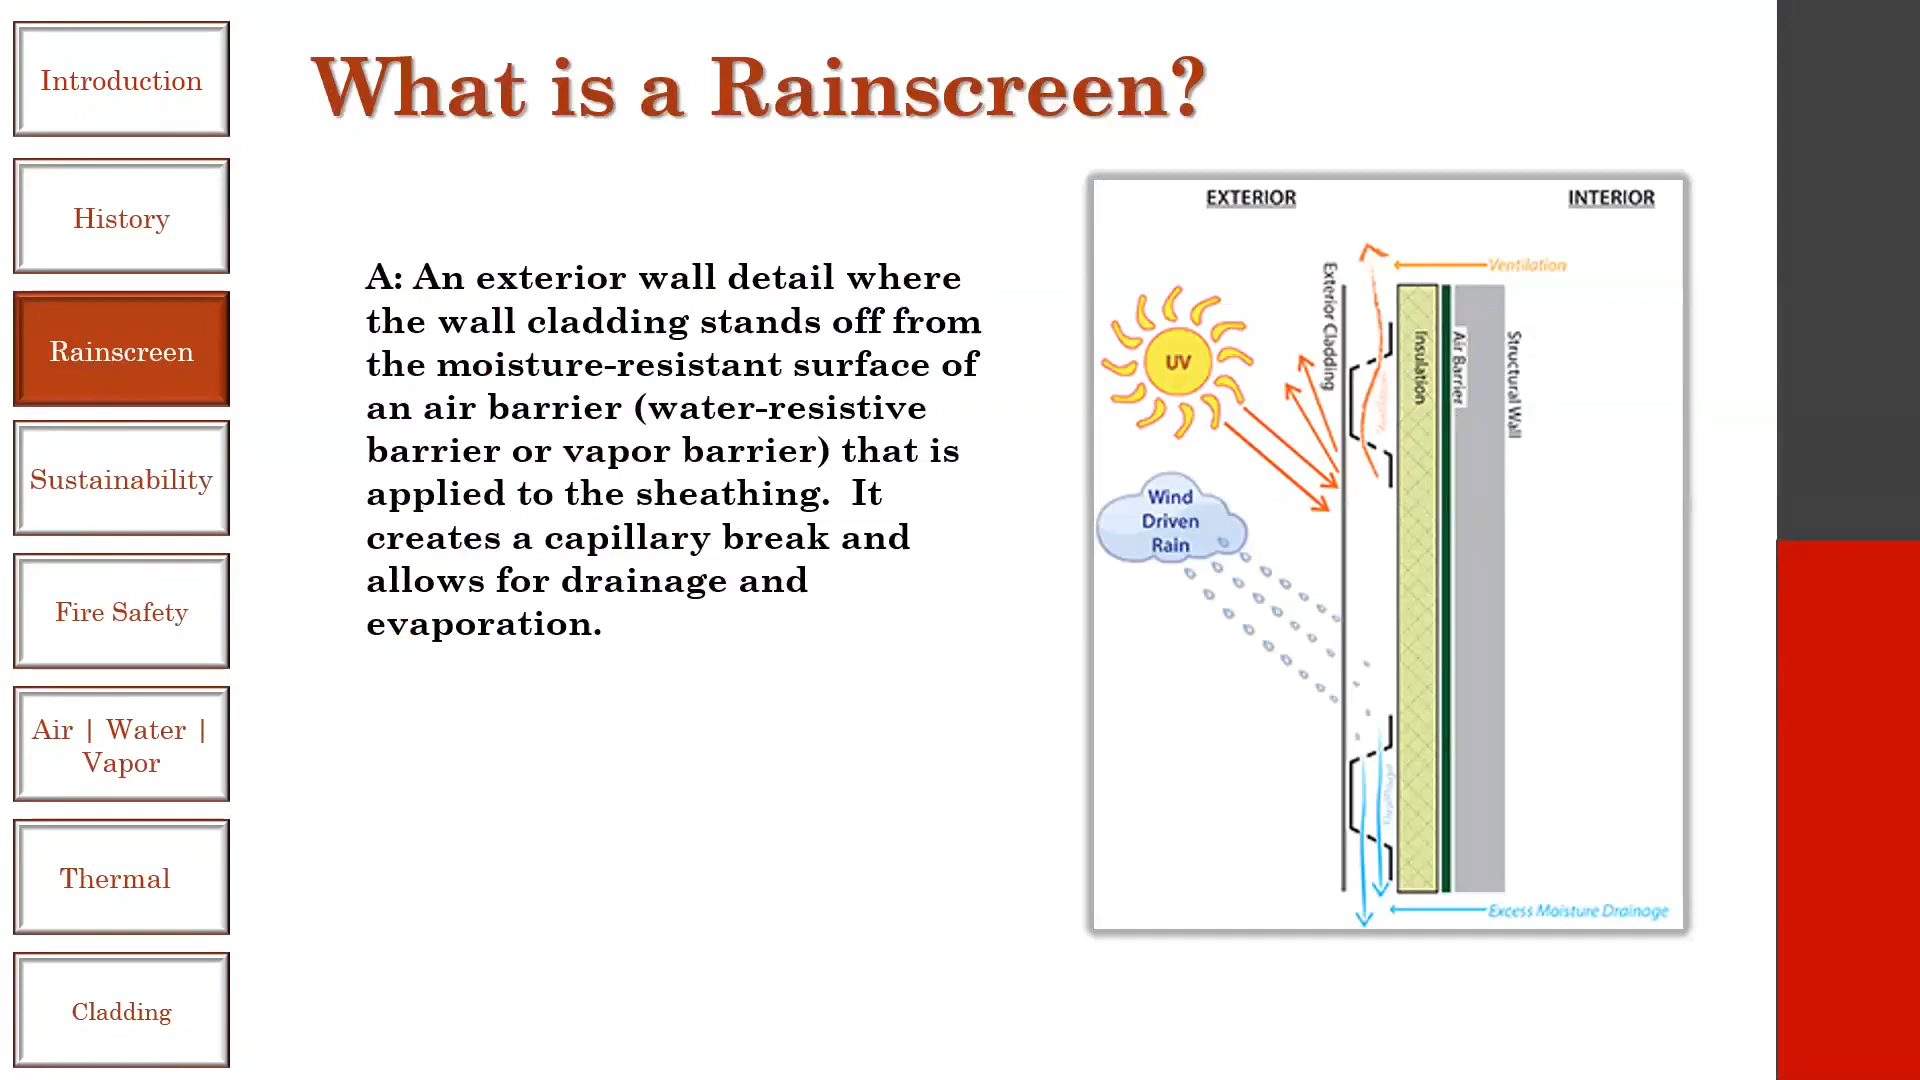 Introduction
History
Rainscreen
Sustainability
Fire Safety
Air | Water |
Vapor
Thermal
Cladding
What is a Rainscreen?
A: An exterior wall detail where
the wall cladding stands off from
the moisture-resistant surface of
an air barrier (water-resistive
barrier or vapor barrier) that is
applied to the sheathing.  It
creates a capillary break and
allows for drainage and
evaporation.
EXTERIOR
INTERIOR
Ventilation
Exterior Cladding
Insulation
Air Barrier
Structural Wall
UV
Wind
Driven
Rain
Excess Moisture Drainage